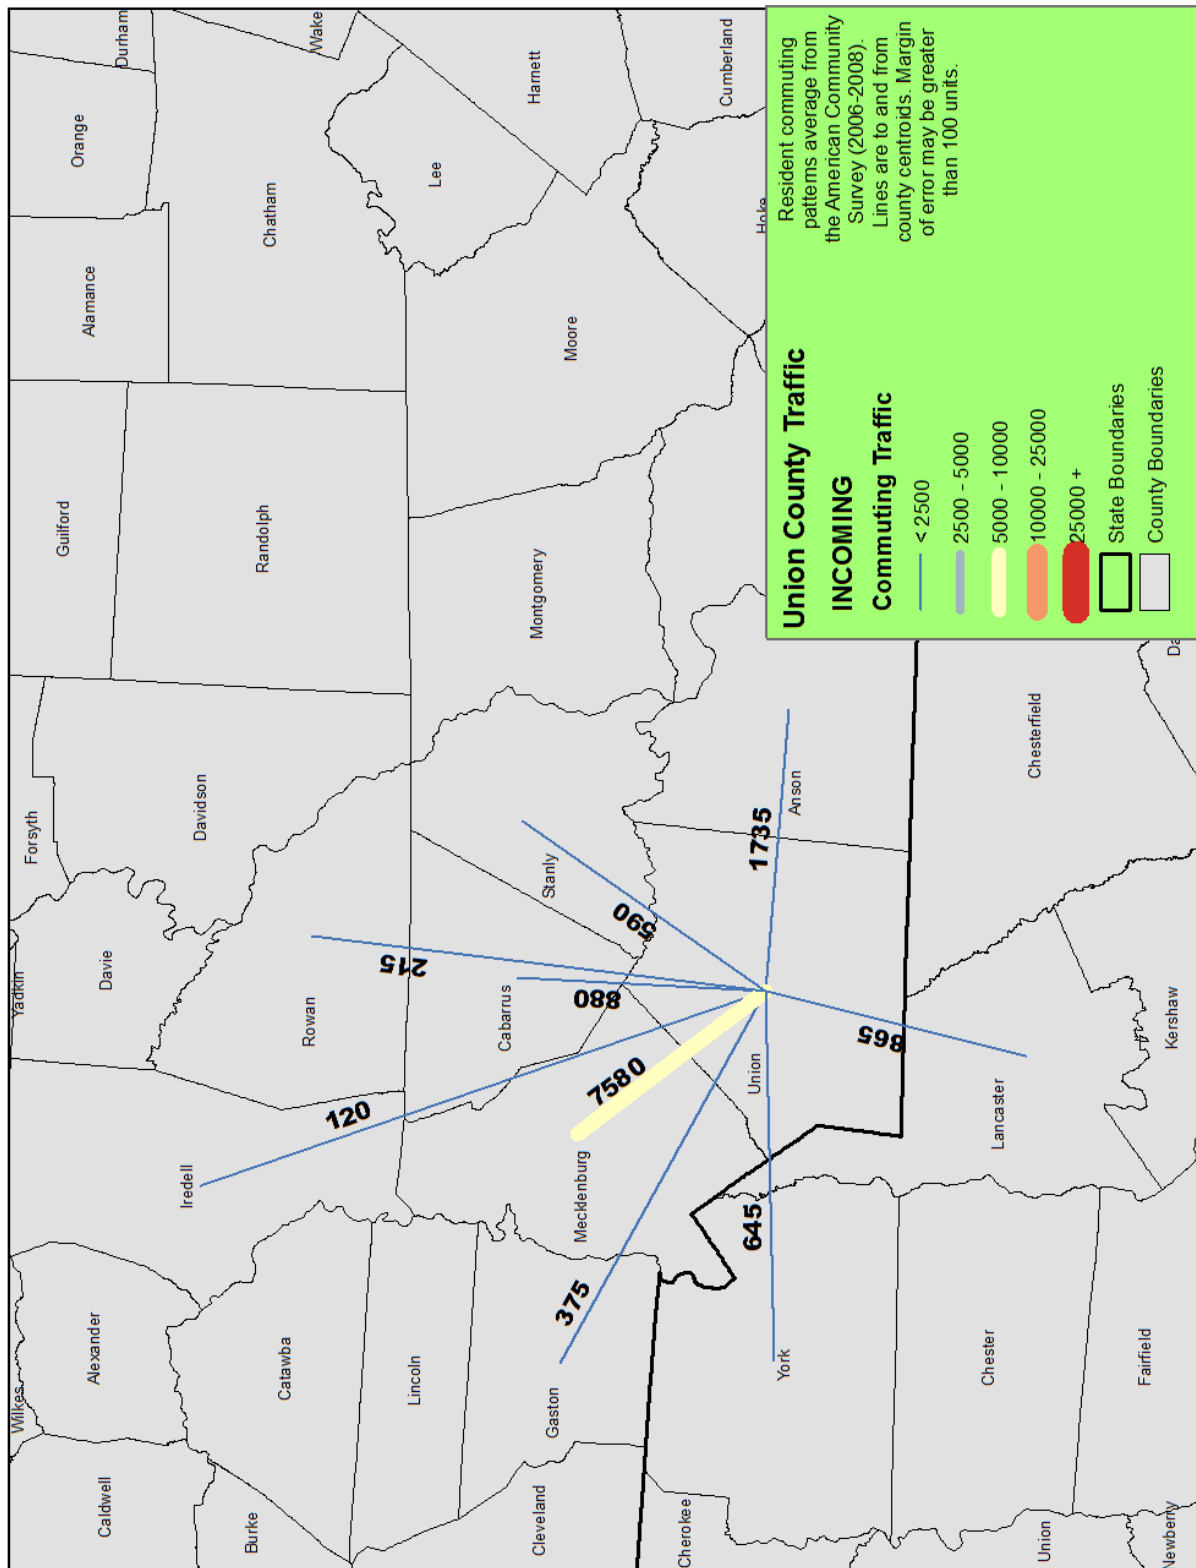 Wilkes
Yadkin
Forsyth
Guilford
Alamance
Orange
Durham
Caldwell
Alexander
Iredell
Davie
Davidson
Randolph
Chatham
Wake
Burke
Catawba
Rowan
Lincoln
Lee
Harnett
Cleveland
Gaston
Mecklenburg
Cabarrus
Stanly
Montgomery
Moore
Cumberland
Hoke
Cherokee
York
Union
Anson
Union
Chester
Lancaster
Chesterfield
Newberry
Fairfield
Kershaw
Da
120
215
375
7580
880
590
645
865
1735
Union County Traffic
INCOMING
Commuting Traffic
< 2500
2500 - 5000
5000 - 10000
10000 - 25000
25000 +
State Boundaries
County Boundaries
Resident commuting
patterns average from
the American Community
Survey (2006-2008).
Lines are to and from
county centroids. Margin
of error may be greater
than 100 units.